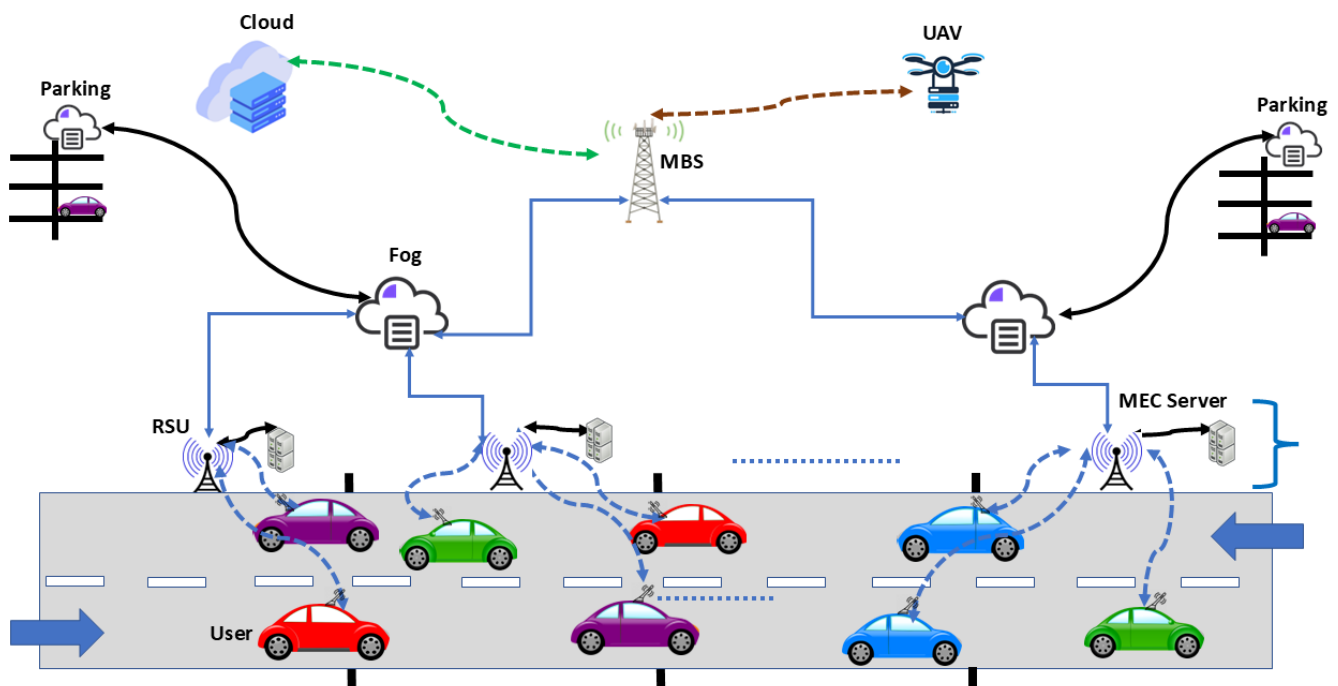 Cloud
UAV
Parking
Parking
MBS
Fog
RSU
MEC Server
User